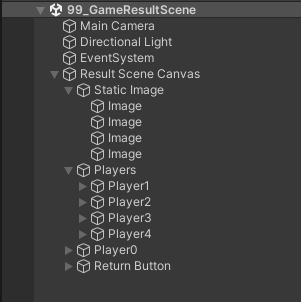 99_GameResultScene
Main Camera
Directional Light
EventSystem
Result Scene Canvas
Static Image
Image
Image
Image
Image
Players
Player1
Player2
Player3
Player4
Player0
Return Button